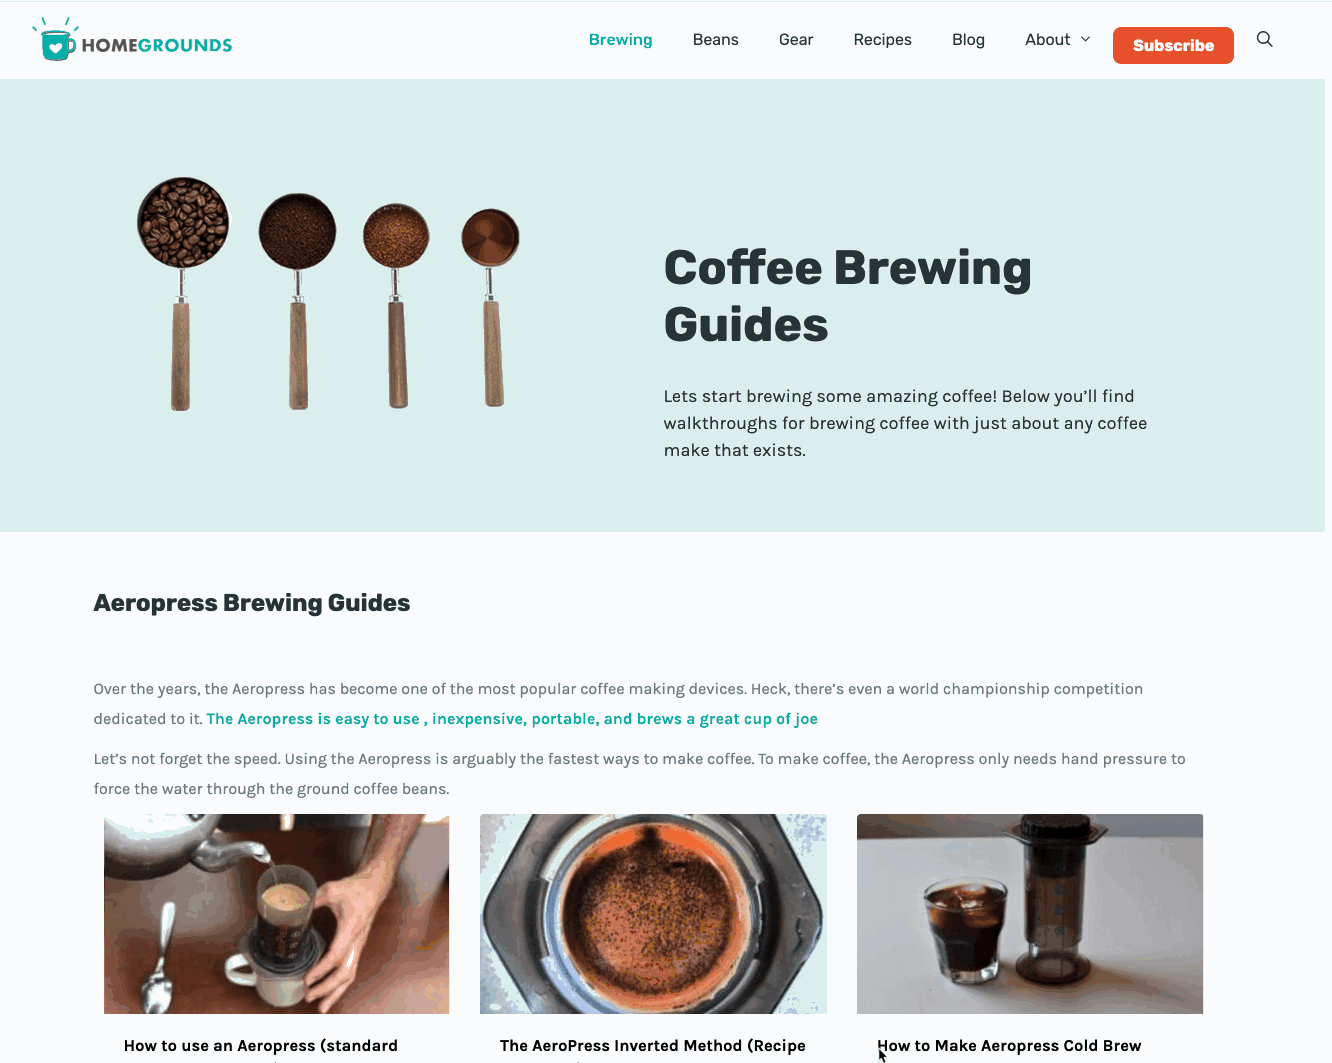 HOMEGROUNDS
Brewing Beans Gear Recipes Blog About Subscribe
Coffee Brewing
Guides
Lets start brewing some amazing coffee! Below you’ll find
walkthroughs for brewing coffee with just about any coffee
make that exists.
Aeropress Brewing Guides
Over the years, the Aeropress has become one of the most popular coffee making devices. Heck, there’s even a world championship competition
dedicated to it. The Aeropress is easy to use , inexpensive, portable, and brews a great cup of joe
Let’s not forget the speed. Using the Aeropress is arguably the fastest ways to make coffee. To make coffee, the Aeropress only needs hand pressure to
force the water through the ground coffee beans.
How to use an Aeropress (standard
The AeroPress Inverted Method (Recipe
How to Make Aeropress Cold Brew